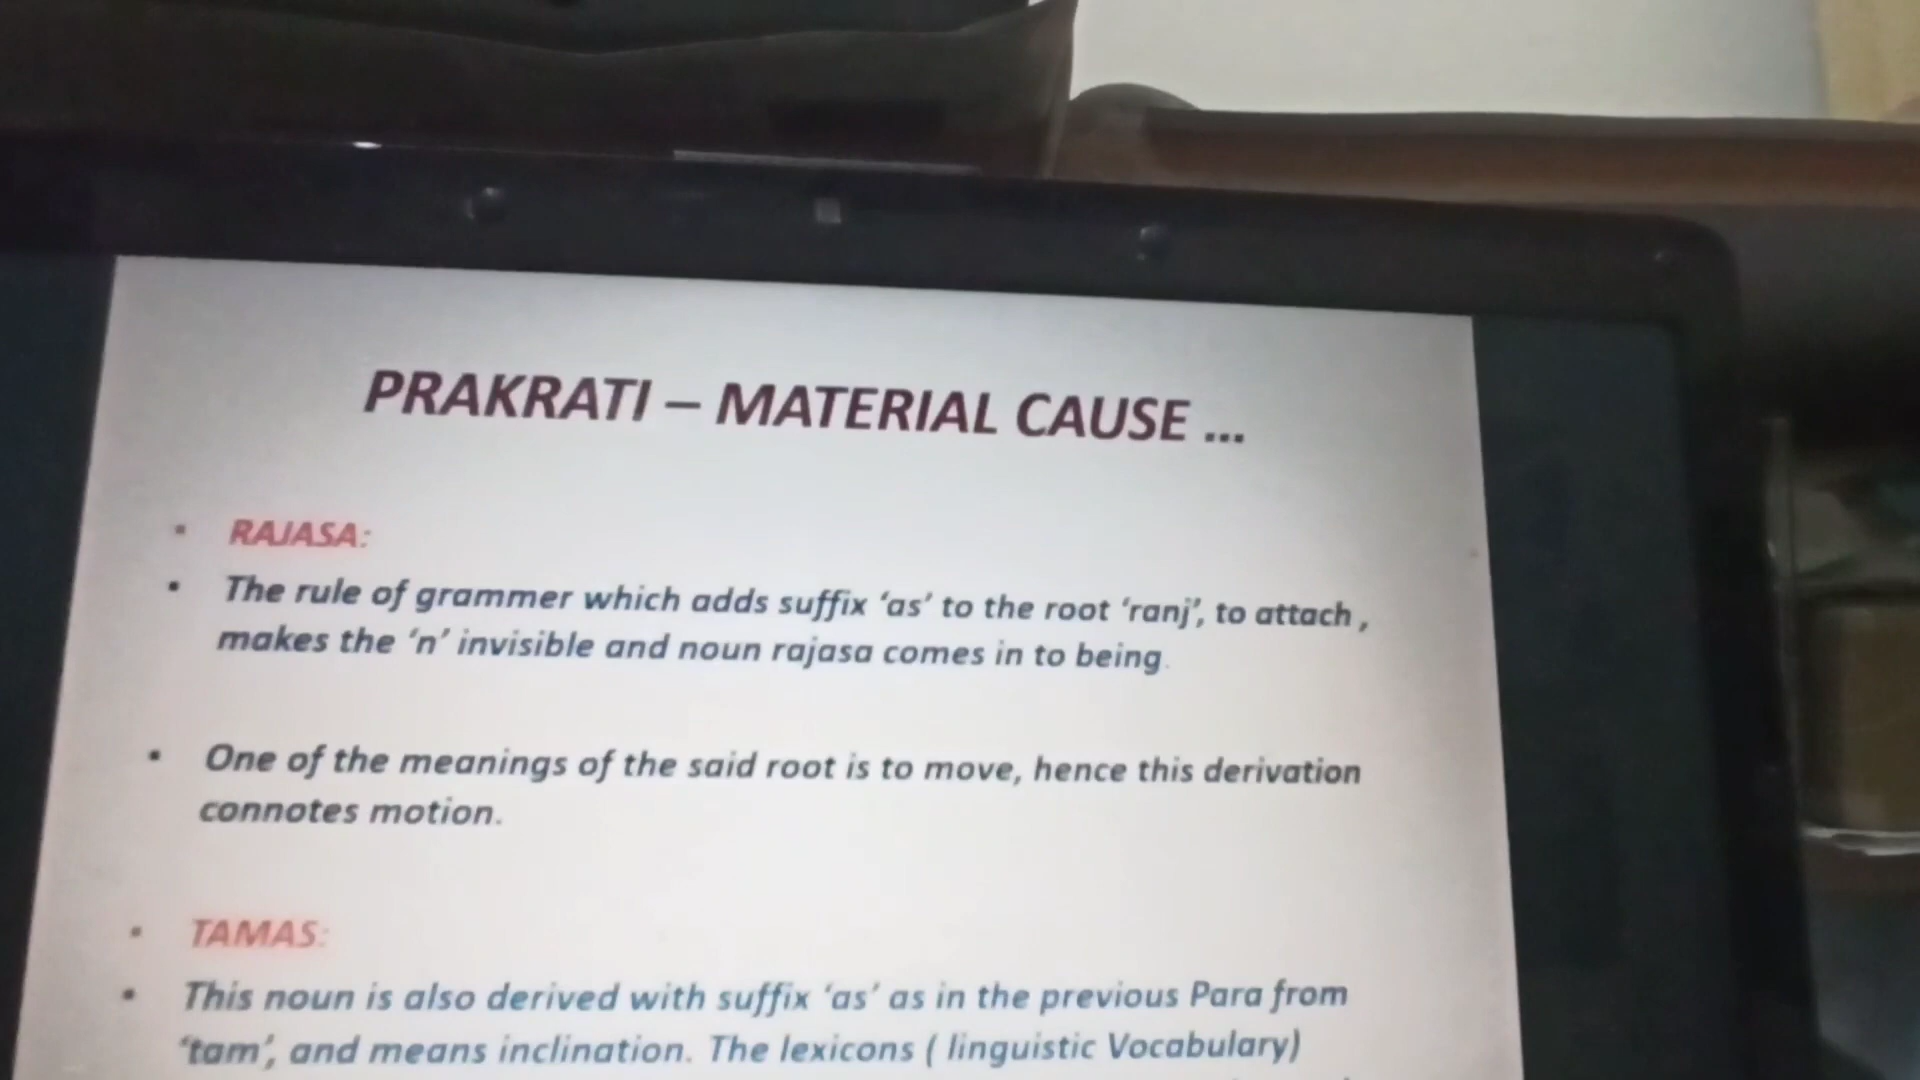 PRAKRATI – MATERIAL CAUSE ...
• RAJASA:
• The rule of grammer which adds suffix ‘as’ to the root ‘ranj’, to attach ,
makes the ‘n’ invisible and noun rajasa comes in to being.
• One of the meanings of the said root is to move, hence this derivation
connotes motion.
• TAMAS:
• This noun is also derived with suffix ‘as’ as in the previous Para from
‘tam’, and means inclination. The lexicons ( linguistic Vocabulary)